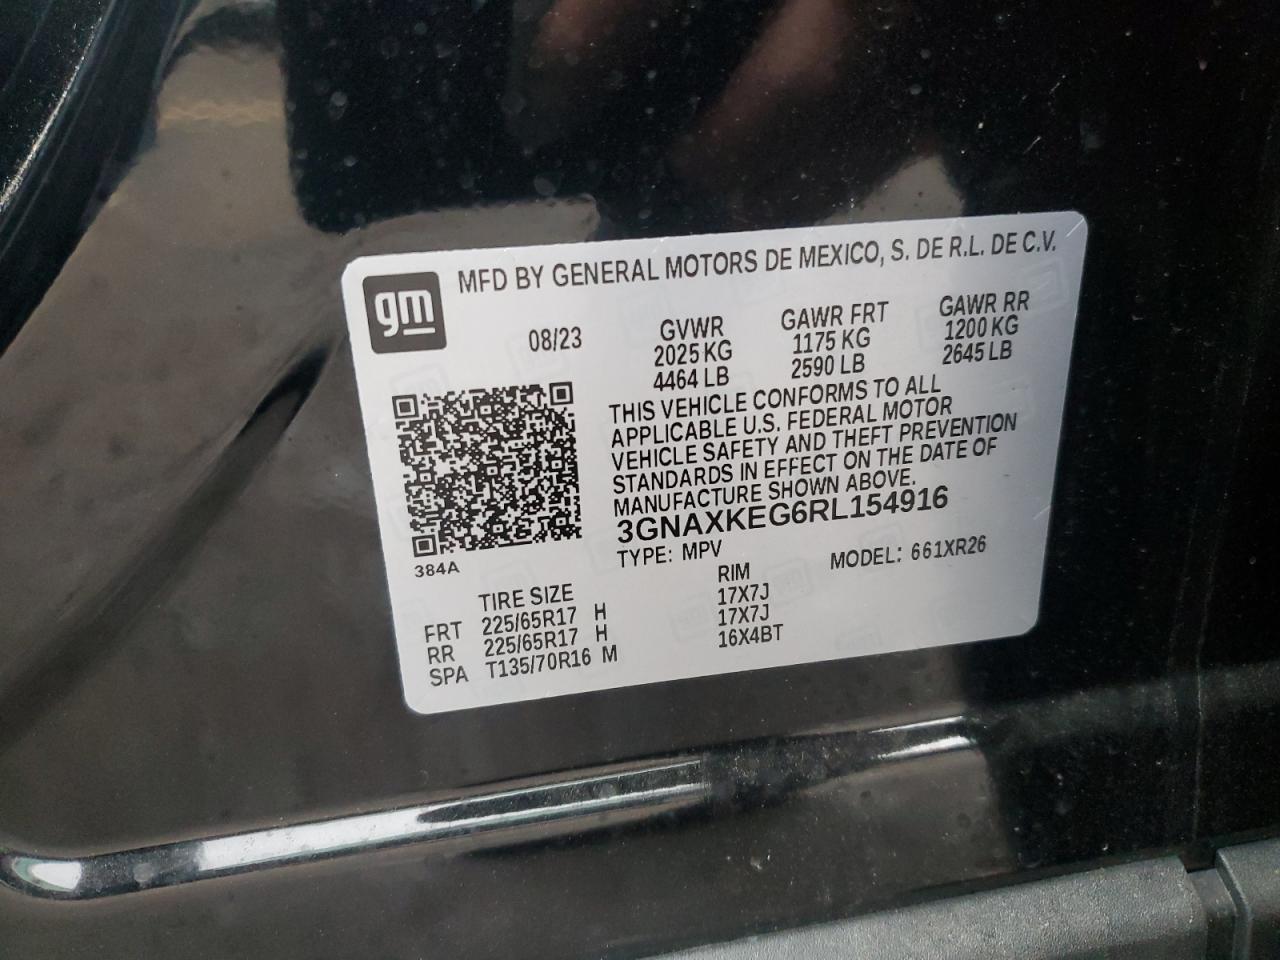 MFD BY GENERAL MOTORS DE MEXICO, S. DE R.L. DE C.V.
gm
08/23
GVWR GAWR FRT GAWR RR
2025 KG 1175 KG 1200 KG
4464 LB 2590 LB 2645 LB
THIS VEHICLE CONFORMS TO ALL
APPLICABLE U.S. FEDERAL MOTOR
VEHICLE SAFETY AND THEFT PREVENTION
STANDARDS IN EFFECT ON THE DATE OF
MANUFACTURE SHOWN ABOVE.
3GNAXKEG6RL154916
TYPE: MPV MODEL: 661XR26
384A
TIRE SIZE RIM
FRT 225/65R17 H 17X7J
RR 225/65R17 H 17X7J
SPA T135/70R16 M 16X4BT